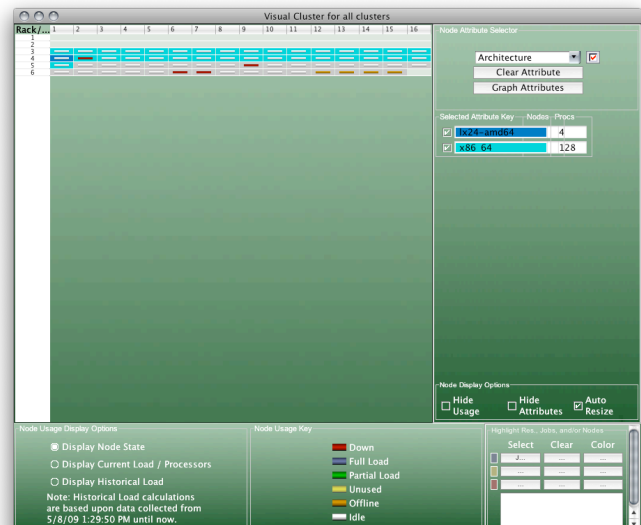 Visual Cluster for all clusters
Rack/... 1 2 3 4 5 6 7 8 9 10 11 12 13 14 15 16
1
2
3
4
5
6
Node Attribute Selector
Architecture
Clear Attribute
Graph Attributes
Selected Attribute Key Nodes Procs
lx24-amd64 4
x86_64 128
Node Display Options
Hide Usage
Hide Attributes
Auto Resize
Node Usage Display Options
Display Node State
Display Current Load / Processors
Display Historical Load
Note: Historical Load calculations
are based upon data collected from
5/8/09 1:29:50 PM until now.
Node Usage Key
Down
Full Load
Partial Load
Unused
Offline
Idle
Highlight Res., Jobs, and/or Nodes
Select Clear Color
J... ... ...
... ... ...
... ... ...